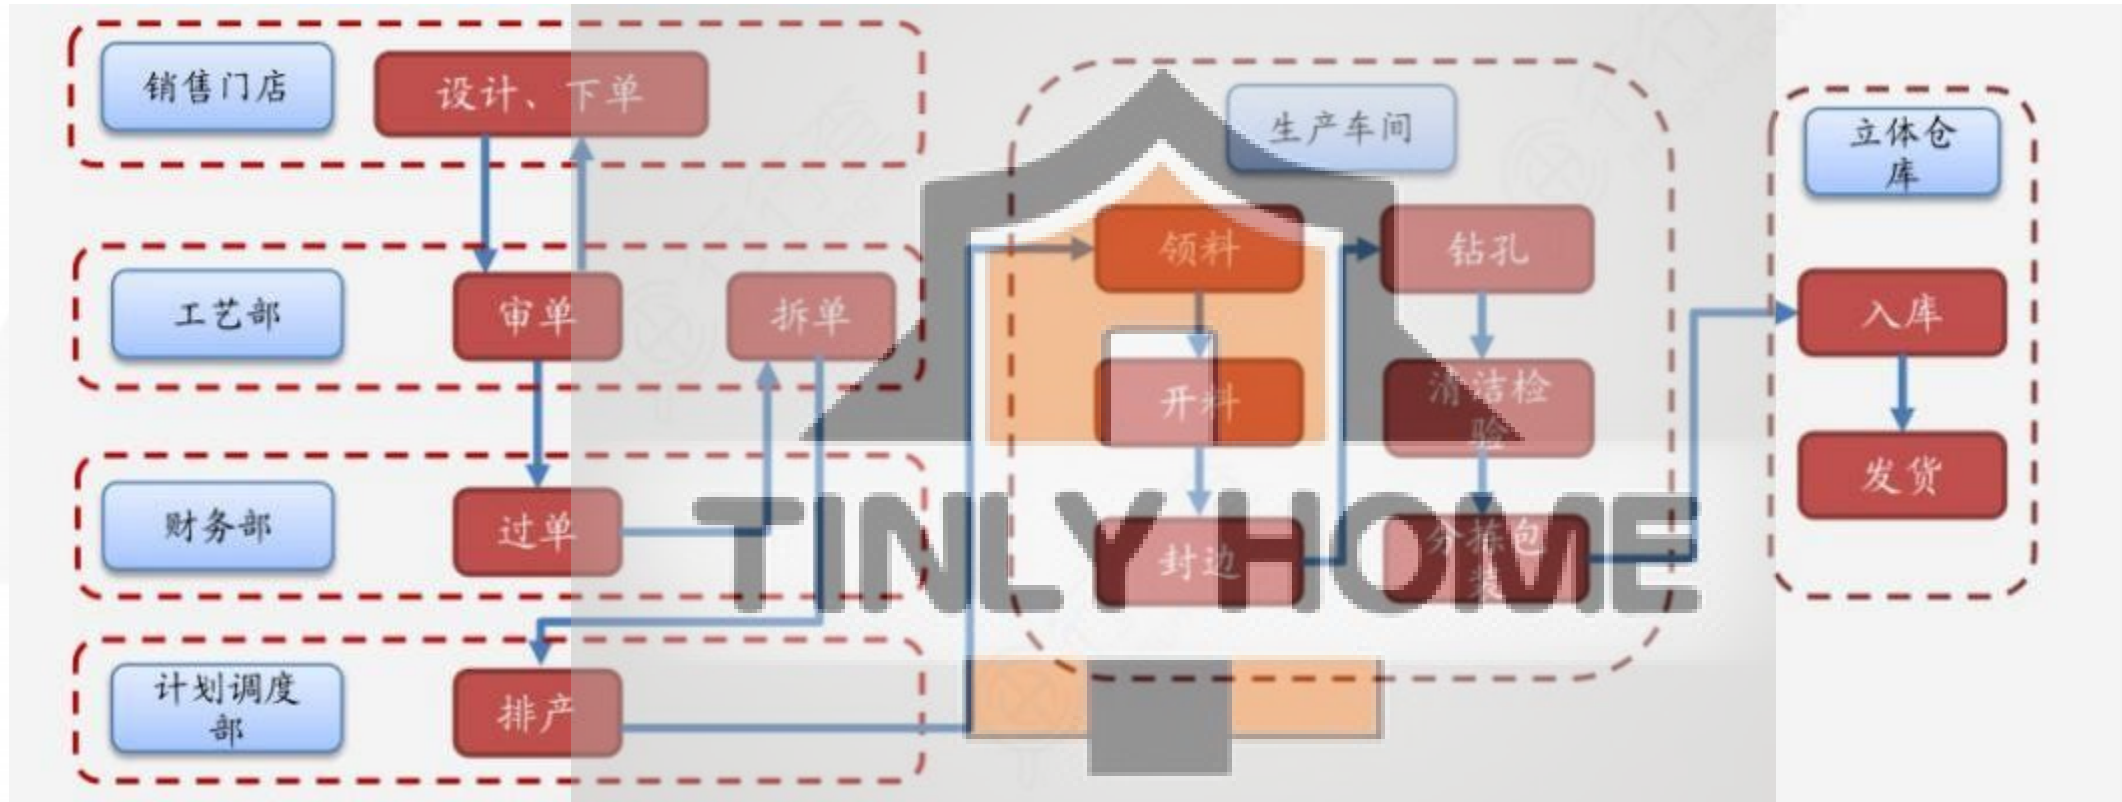 销售门店
设计、下单
工艺部
审单
拆单
财务部
过单
计划调度
部
排产
生产车间
领料
开料
封边
钻孔
清洁检
验
分拣包
装
立体仓
库
入库
发货
TINLY HOME